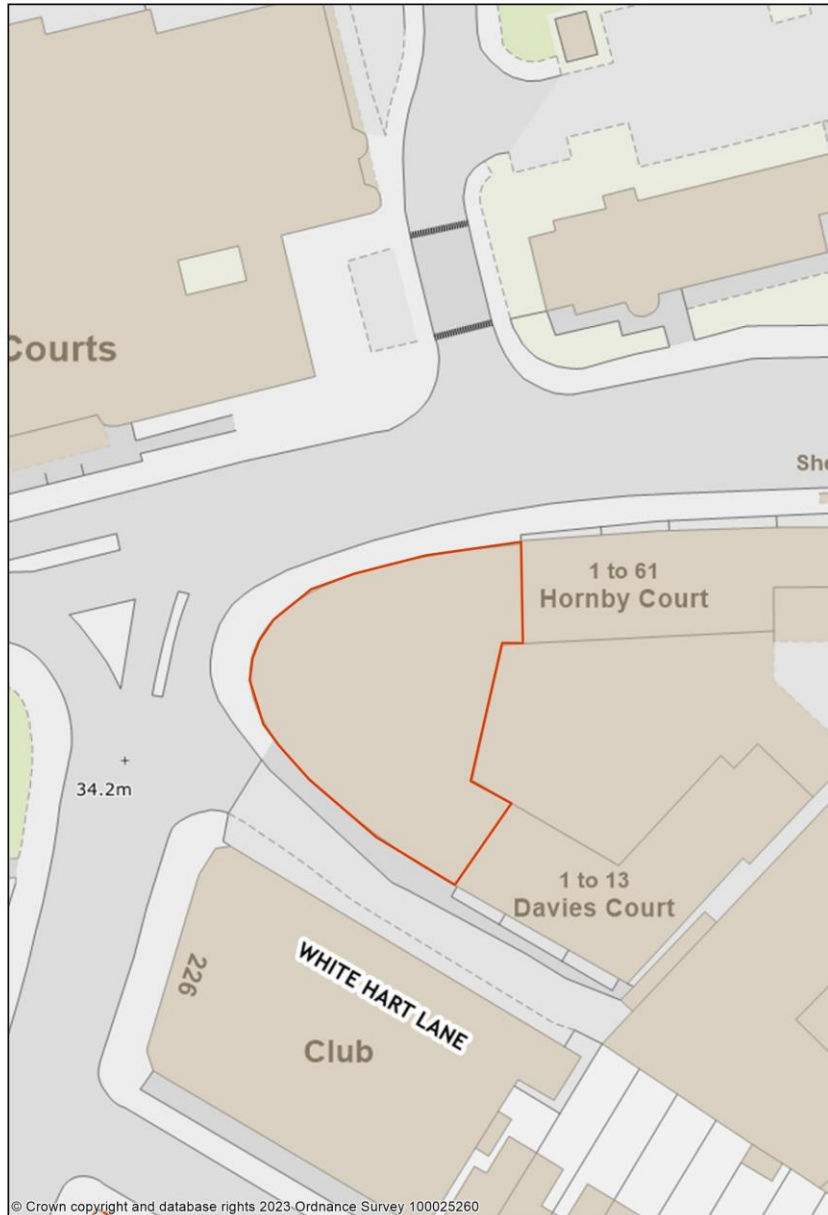 Courts
She
1 to 61
Hornby Court
34.2m
1 to 13
Davies Court
226
WHITE HART LANE
Club
© Crown copyright and database rights 2023 Ordnance Survey 100025260